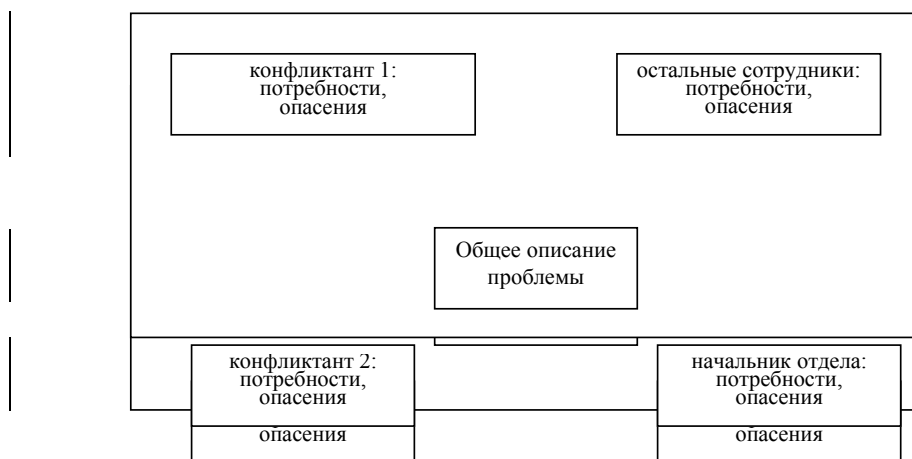 конфликтант 1:
потребности,
опасения
остальные сотрудники:
потребности,
опасения
Общее описание
проблемы
конфликтант 2:
потребности,
опасения
опасения
начальник отдела:
потребности,
опасения
опасения